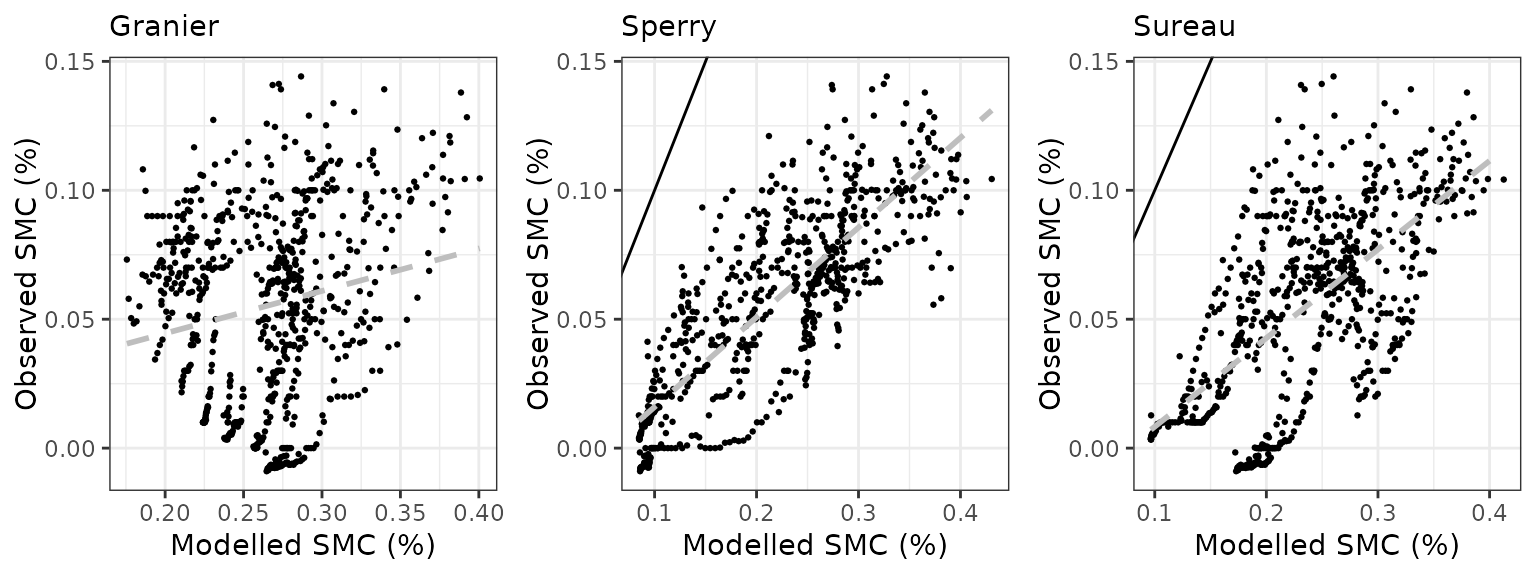 Granier
Sperry
Sureau
Observed SMC (%)
0.15
0.10
0.05
0.00
0.20 0.25 0.30 0.35 0.40
Modelled SMC (%)
Observed SMC (%)
0.15
0.10
0.05
0.00
0.1 0.2 0.3 0.4
Modelled SMC (%)
Observed SMC (%)
0.15
0.10
0.05
0.00
0.1 0.2 0.3 0.4
Modelled SMC (%)